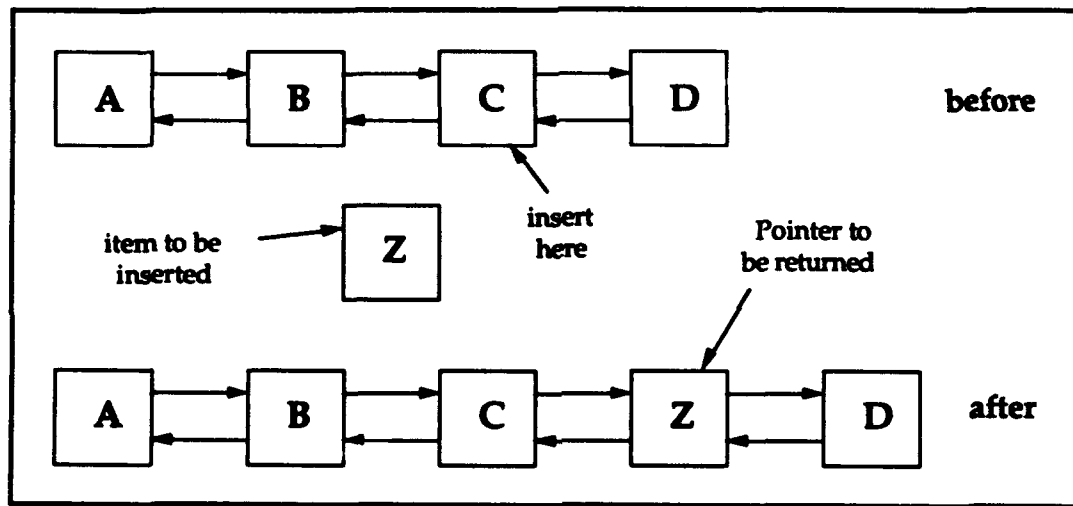 A B C D before
item to be
inserted
Z
insert
here
Pointer to
be returned
A B C Z D after